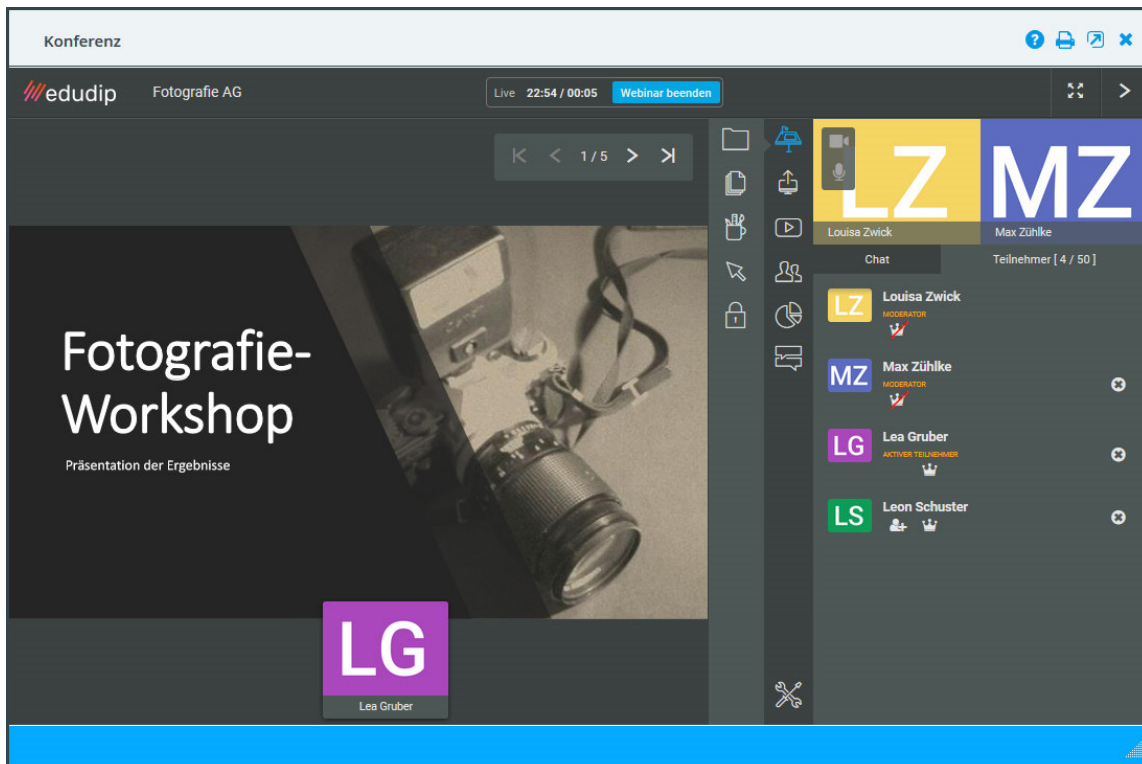 Konferenz
edudip
Fotografie AG
Live 22:54 / 00:05 Webinar beenden
1 / 5
LZ
MZ
Louisa Zwick
Max Zühlke
Chat
Teilnehmer [ 4 / 50 ]
LZ
Louisa Zwick
MODERATOR
MZ
Max Zühlke
MODERATOR
LG
Lea Gruber
AKTIVER TEILNEHMER
LS
Leon Schuster
Fotografie-
Workshop
Präsentation der Ergebnisse
LG
Lea Gruber